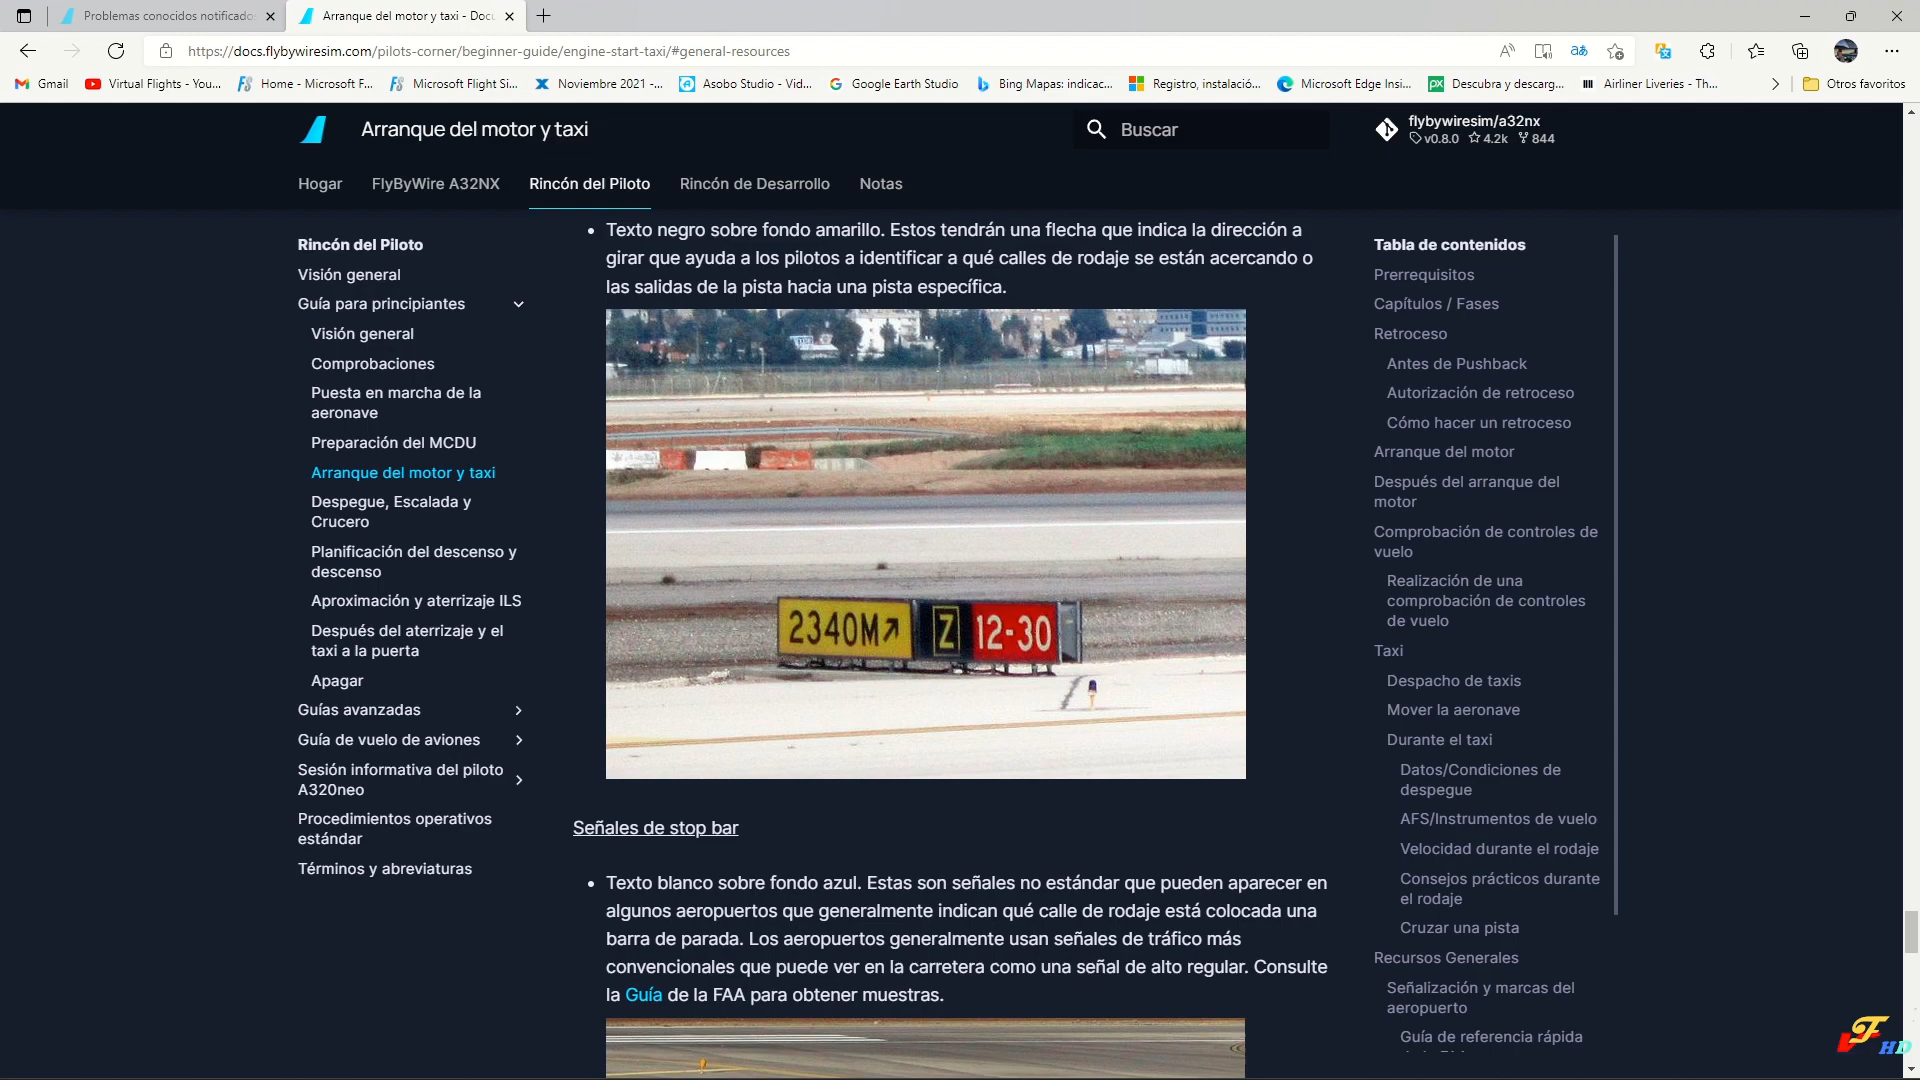 Problemas conocidos notificados
Arranque del motor y taxi - Docu
https://docs.flybywiresim.com/pilots-corner/beginner-guide/engine-start-taxi/#general-resources
Gmail
Virtual Flights - You...
Home - Microsoft F...
Microsoft Flight Si...
Noviembre 2021 -...
Asobo Studio - Vid...
Google Earth Studio
Bing Mapas: indicac...
Registro, instalació...
Microsoft Edge Insi...
Descubra y descarg...
Airliner Liveries - Th...
Otros favoritos
Arranque del motor y taxi
Buscar
flybywiresim/a32nx
v0.8.0 4.2k 844
Hogar
FlyByWire A32NX
Rincón del Piloto
Rincón de Desarrollo
Notas
Rincón del Piloto
Visión general
Guía para principiantes
Visión general
Comprobaciones
Puesta en marcha de la
aeronave
Preparación del MCDU
Arranque del motor y taxi
Despegue, Escalada y
Crucero
Planificación del descenso y
descenso
Aproximación y aterrizaje ILS
Después del aterrizaje y el
taxi a la puerta
Apagar
Guías avanzadas
Guía de vuelo de aviones
Sesión informativa del piloto
A320neo
Procedimientos operativos
estándar
Términos y abreviaturas
Texto negro sobre fondo amarillo. Estos tendrán una flecha que indica la dirección a
girar que ayuda a los pilotos a identificar a qué calles de rodaje se están acercando o
las salidas de la pista hacia una pista específica.
2340M↗ Z 12-30
Señales de stop bar
Texto blanco sobre fondo azul. Estas son señales no estándar que pueden aparecer en
algunos aeropuertos que generalmente indican qué calle de rodaje está colocada una
barra de parada. Los aeropuertos generalmente usan señales de tráfico más
convencionales que puede ver en la carretera como una señal de alto regular. Consulte
la Guía de la FAA para obtener muestras.
Tabla de contenidos
Prerrequisitos
Capítulos / Fases
Retroceso
Antes de Pushback
Autorización de retroceso
Cómo hacer un retroceso
Arranque del motor
Después del arranque del
motor
Comprobación de controles de
vuelo
Realización de una
comprobación de controles
de vuelo
Taxi
Despacho de taxis
Mover la aeronave
Durante el taxi
Datos/Condiciones de
despegue
AFS/Instrumentos de vuelo
Velocidad durante el rodaje
Consejos prácticos durante
el rodaje
Cruzar una pista
Recursos Generales
Señalización y marcas del
aeropuerto
Guía de referencia rápida
HD